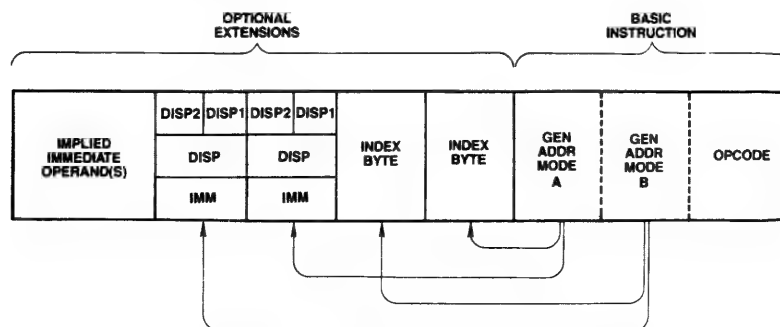 OPTIONAL
EXTENSIONS
BASIC
INSTRUCTION
IMPLIED
IMMEDIATE
OPERAND(S)
DISP2 DISP1
DISP
IMM
DISP2 DISP1
DISP
IMM
INDEX
BYTE
INDEX
BYTE
GEN
ADDR
MODE
A
GEN
ADDR
MODE
B
OPCODE